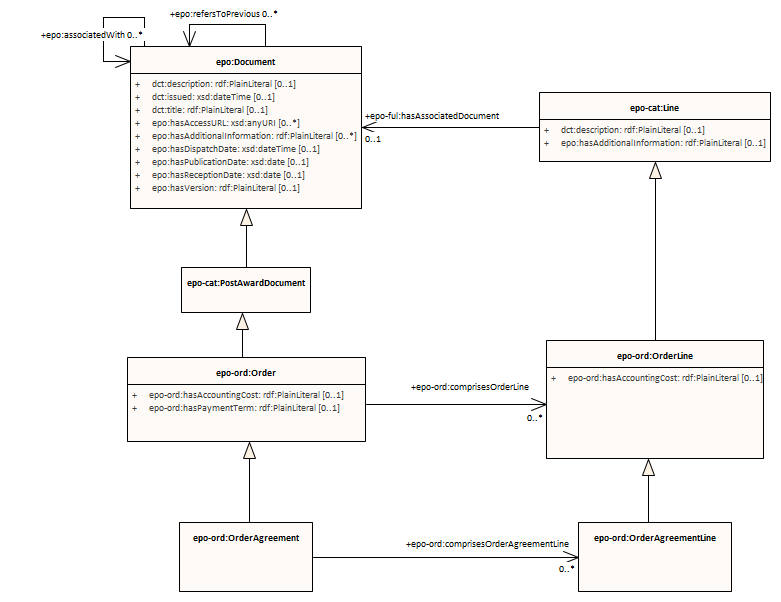 +epo:refersToPrevious 0..*
+epo:associatedWith 0..*
epo:Document
+ dct:description: rdf:PlainLiteral [0..1]
+ dct:issued: xsd:dateTime [0..1]
+ dct:title: rdf:PlainLiteral [0..1]
+ epo:hasAccessURL: xsd:anyURI [0..*]
+ epo:hasAdditionalInformation: rdf:PlainLiteral [0..*]
+ epo:hasDispatchDate: xsd:dateTime [0..1]
+ epo:hasPublicationDate: xsd:date [0..1]
+ epo:hasReceptionDate: xsd:date [0..1]
+ epo:hasVersion: rdf:PlainLiteral [0..1]
+epo-ful:hasAssociatedDocument
0..1
epo-cat:Line
+ dct:description: rdf:PlainLiteral [0..1]
+ epo:hasAdditionalInformation: rdf:PlainLiteral [0..1]
epo-cat:PostAwardDocument
epo-ord:Order
+ epo-ord:hasAccountingCost: rdf:PlainLiteral [0..1]
+ epo-ord:hasPaymentTerm: rdf:PlainLiteral [0..1]
+epo-ord:comprisesOrderLine
0..*
epo-ord:OrderLine
+ epo-ord:hasAccountingCost: rdf:PlainLiteral [0..1]
epo-ord:OrderAgreement
+epo-ord:comprisesOrderAgreementLine
0..*
epo-ord:OrderAgreementLine